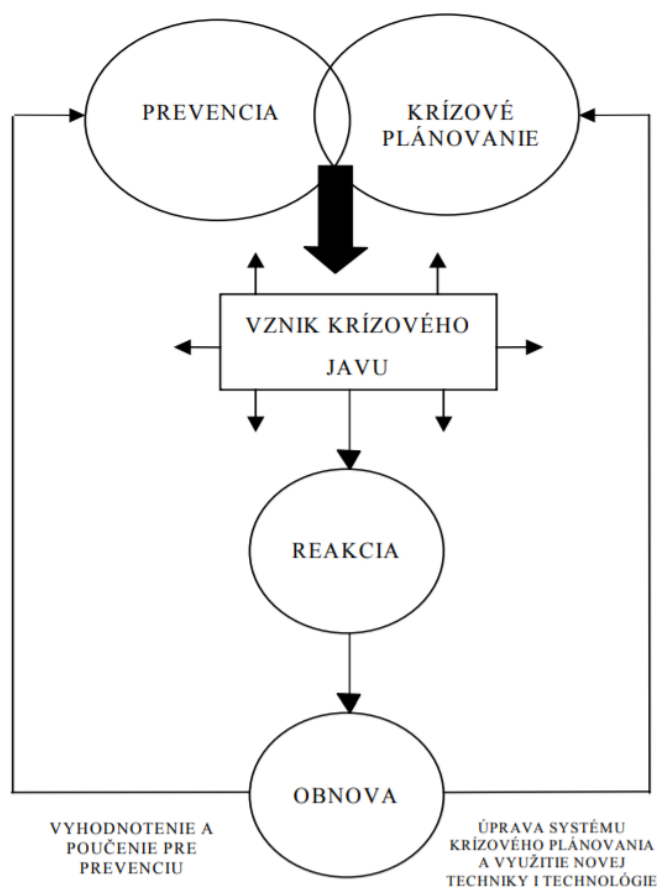 PREVENCIA
KRÍZOVÉ
PLÁNOVANIE
VZNIK KRÍZOVÉHO
JAVU
REAKCIA
OBNOVA
VYHODNOTENIE A
POUČENIE PRE
PREVENCIU
ÚPRAVA SYSTÉMU
KRÍZOVÉHO PLÁNOVANIA
A VYUŽITIE NOVEJ
TECHNIKY I TECHNOLÓGIE